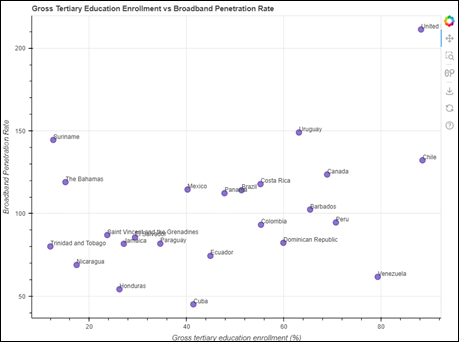 Gross Tertiary Education Enrollment vs Broadband Penetration Rate
United
200
Uruguay
150
Suriname
Chile
Canada
The Bahamas
Costa Rica
Mexico
Panama
Brazil
Barbados
100
Peru
Colombia
Saint Vincent and the Grenadines
El Salvador
Trinidad and Tobago
Jamaica
Paraguay
Dominican Republic
Ecuador
Nicaragua
Venezuela
Honduras
50
Cuba
20
40
60
80
Broadband Penetration Rate
Gross tertiary education enrollment (%)